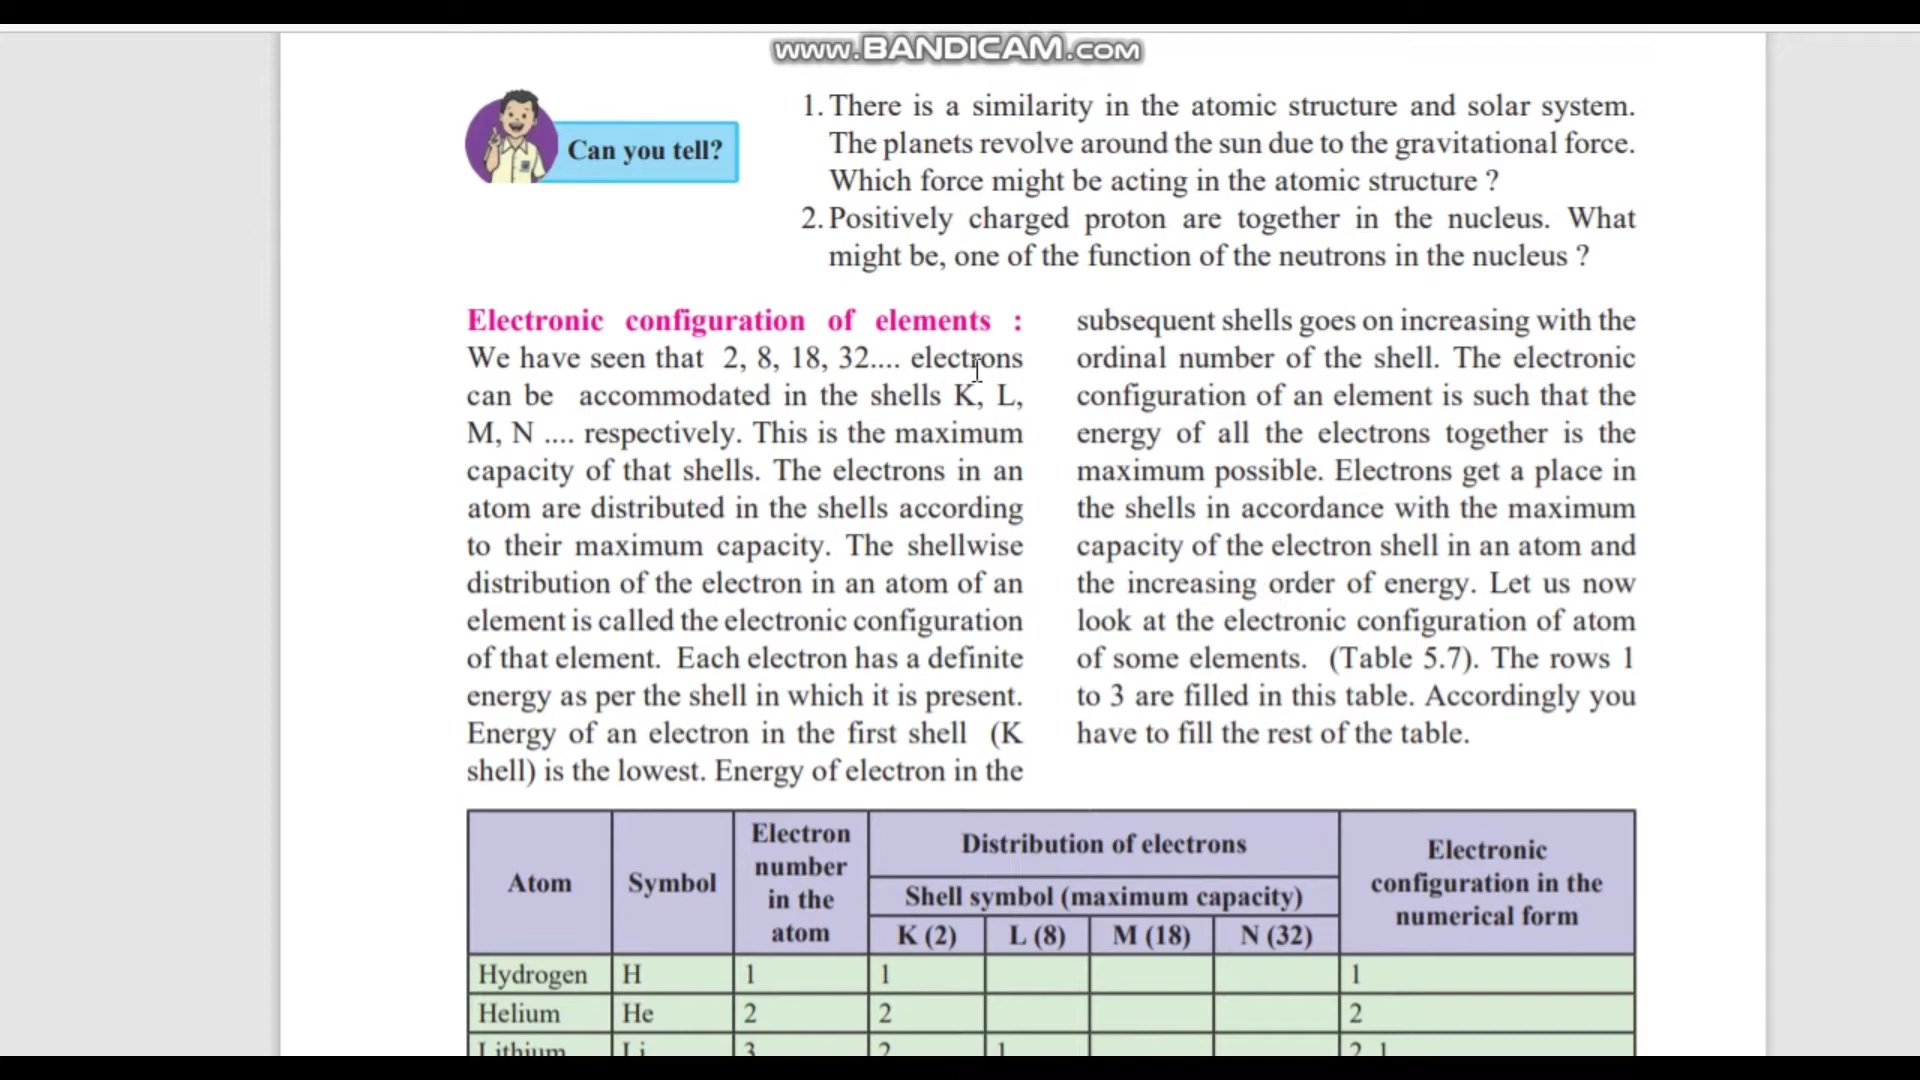 www.BANDICAM.com
1. There is a similarity in the atomic structure and solar system.
The planets revolve around the sun due to the gravitational force.
Which force might be acting in the atomic structure ?
Can you tell?
2. Positively charged proton are together in the nucleus. What
might be, one of the function of the neutrons in the nucleus ?
Electronic configuration of elements :
We have seen that 2, 8, 18, 32.... electrons
can be accommodated in the shells K, L,
M, N .... respectively. This is the maximum
capacity of that shells. The electrons in an
atom are distributed in the shells according
to their maximum capacity. The shellwise
distribution of the electron in an atom of an
element is called the electronic configuration
of that element. Each electron has a definite
energy as per the shell in which it is present.
Energy of an electron in the first shell (K
shell) is the lowest. Energy of electron in the
subsequent shells goes on increasing with the
ordinal number of the shell. The electronic
configuration of an element is such that the
energy of all the electrons together is the
maximum possible. Electrons get a place in
the shells in accordance with the maximum
capacity of the electron shell in an atom and
the increasing order of energy. Let us now
look at the electronic configuration of atom
of some elements. (Table 5.7). The rows 1
to 3 are filled in this table. Accordingly you
have to fill the rest of the table.
Atom
Symbol
Electron
number
in the
atom
Distribution of electrons
Shell symbol (maximum capacity)
K (2) L (8) M (18) N (32)
Electronic
configuration in the
numerical form
Hydrogen H 1 1 1
Helium He 2 2 2
Lithium Li 3 2 1 2, 1